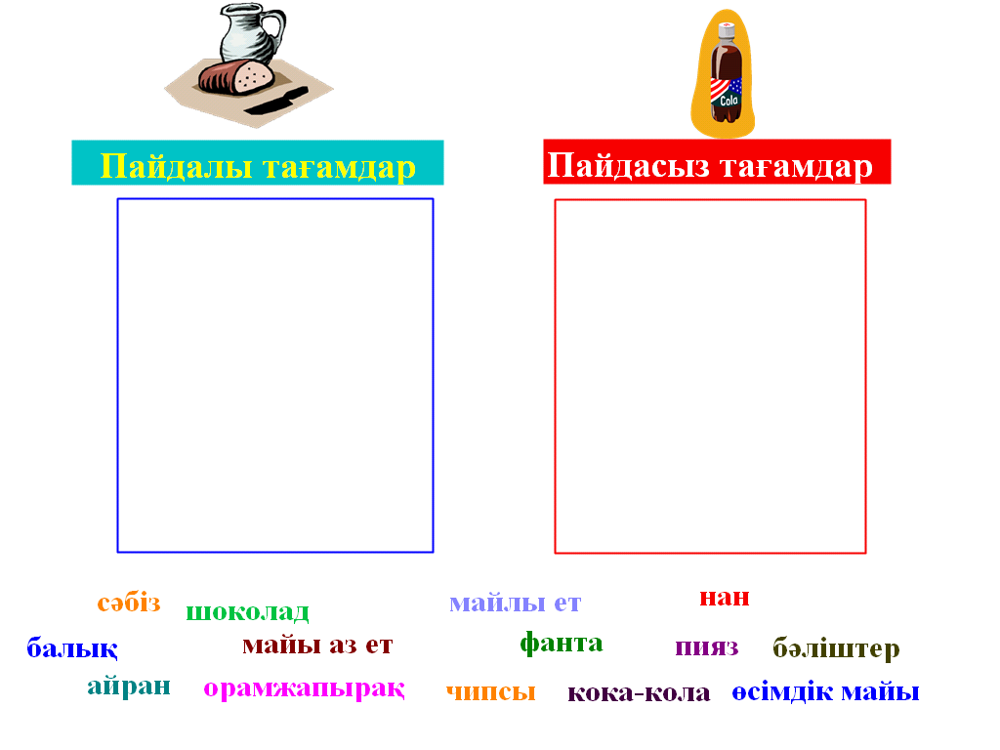 Cola
Пайдалы тағамдар
Пайдасыз тағамдар
сәбіз
шоколад
майлы ет
нан
балық
майы аз ет
фанта
пияз
бәліштер
айран
орамжапырақ
чипсы
кока-кола
өсімдік майы